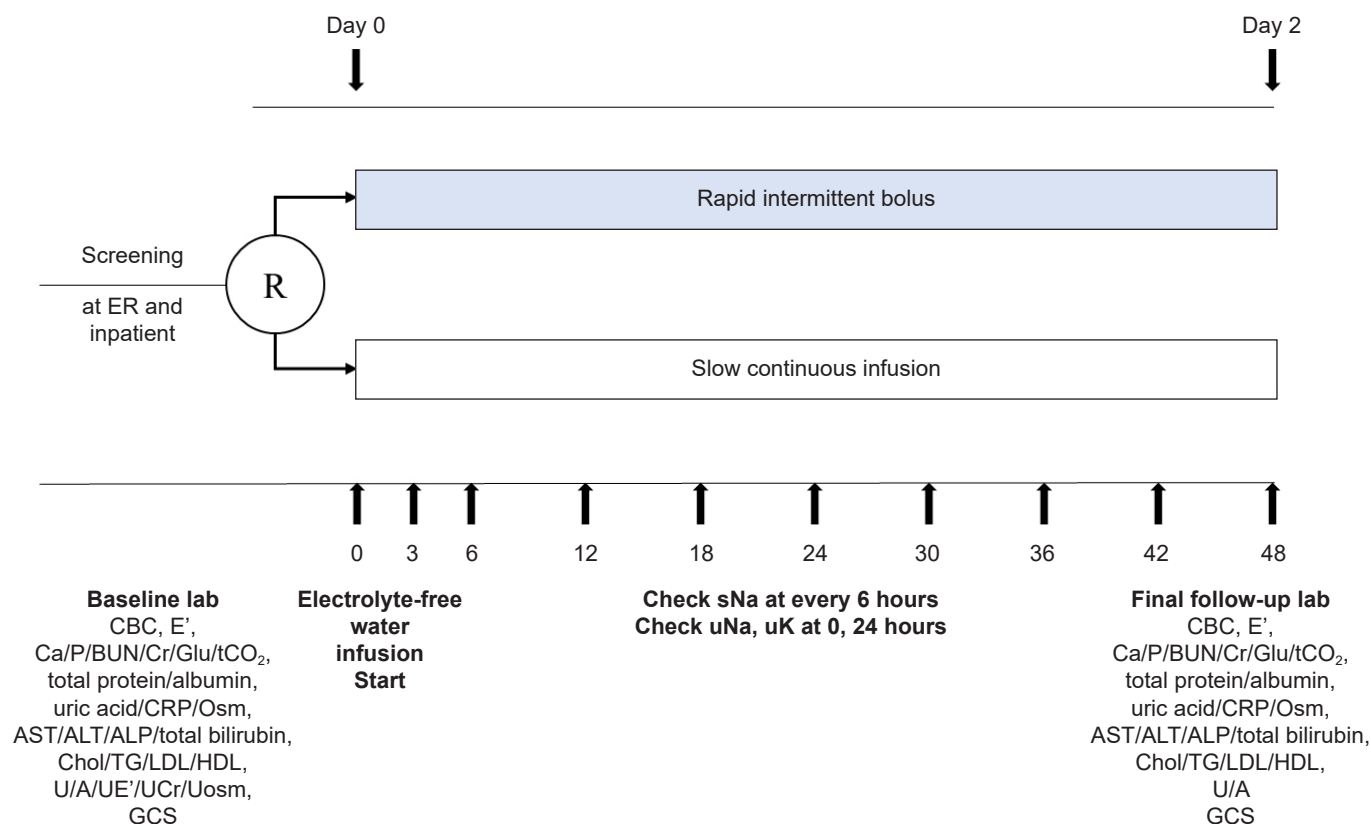 Day 0
Day 2
Rapid intermittent bolus
Screening
at ER and
inpatient
R
Slow continuous infusion
0
3
6
12
18
24
30
36
42
48
Baseline lab
CBC, E’,
Ca/P/BUN/Cr/Glu/tCO₂,
total protein/albumin,
uric acid/CRP/Osm,
AST/ALT/ALP/total bilirubin,
Chol/TG/LDL/HDL,
U/A/UE’/UCr/Uosm,
GCS
Electrolyte-free
water
infusion
Start
Check sNa at every 6 hours
Check uNa, uK at 0, 24 hours
Final follow-up lab
CBC, E’,
Ca/P/BUN/Cr/Glu/tCO₂,
total protein/albumin,
uric acid/CRP/Osm,
AST/ALT/ALP/total bilirubin,
Chol/TG/LDL/HDL,
U/A
GCS